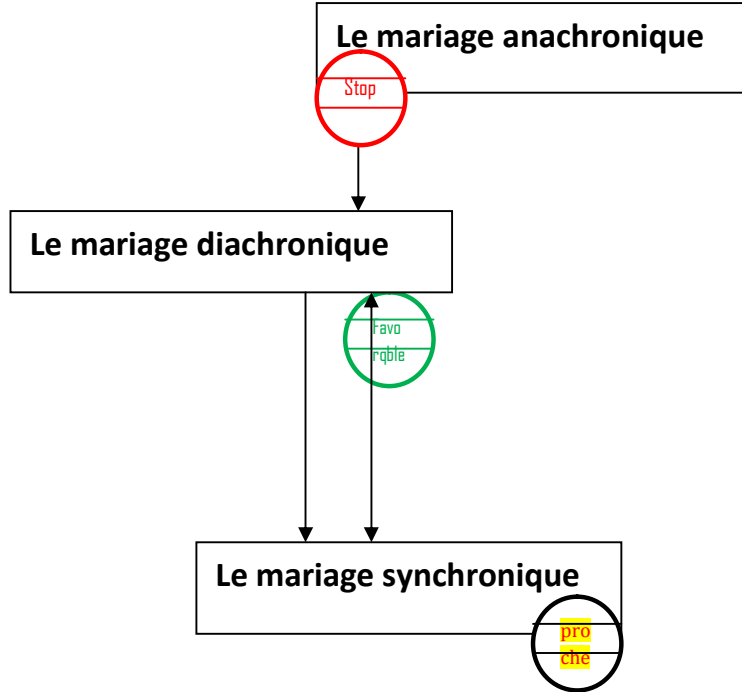 Le mariage anachronique
Stop
Le mariage diachronique
Favo
rqble
Le mariage synchronique
pro
che